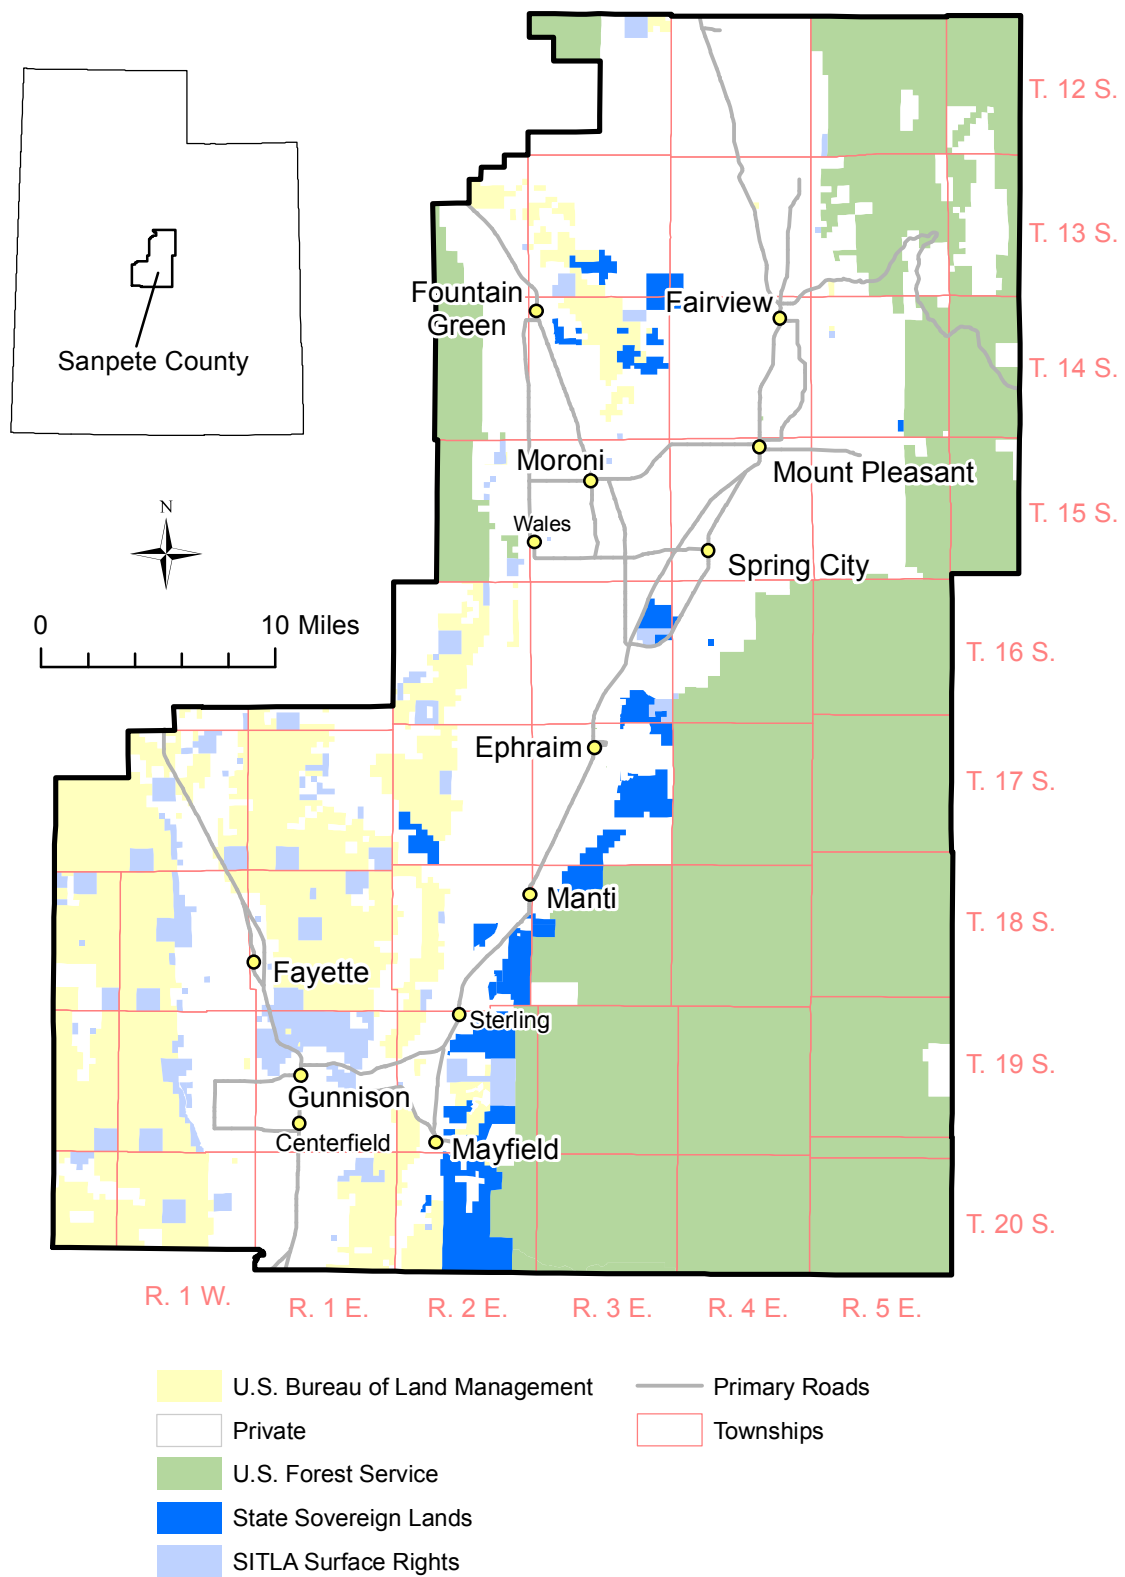 T. 12 S.
T. 13 S.
Fountain
Green
Fairview
Sanpete County
T. 14 S.
Moroni
Mount Pleasant
N
Wales
T. 15 S.
Spring City
0 10 Miles
T. 16 S.
Ephraim
T. 17 S.
Manti
T. 18 S.
Fayette
Sterling
T. 19 S.
Gunnison
Centerfield
Mayfield
T. 20 S.
R. 1 W.
R. 1 E.
R. 2 E.
R. 3 E.
R. 4 E.
R. 5 E.
U.S. Bureau of Land Management
Primary Roads
Private
Townships
U.S. Forest Service
State Sovereign Lands
SITLA Surface Rights